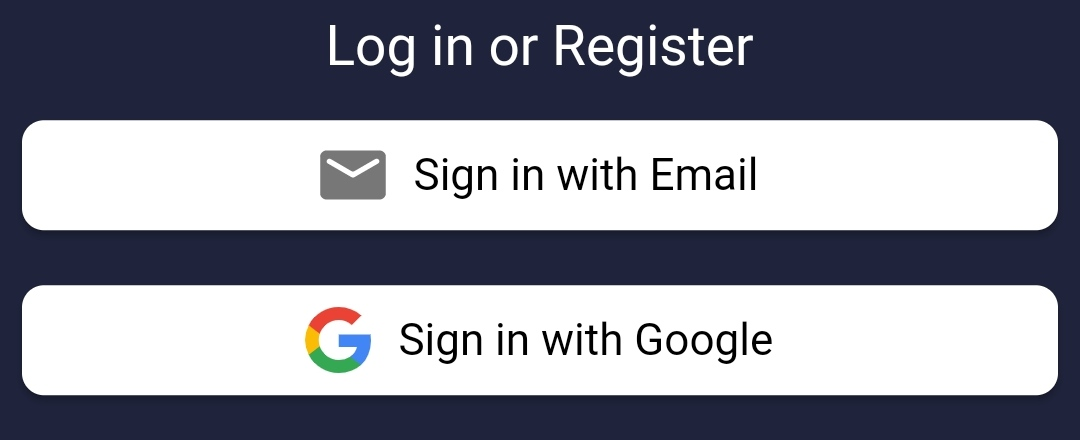 Log in or Register
Sign in with Email
Sign in with Google